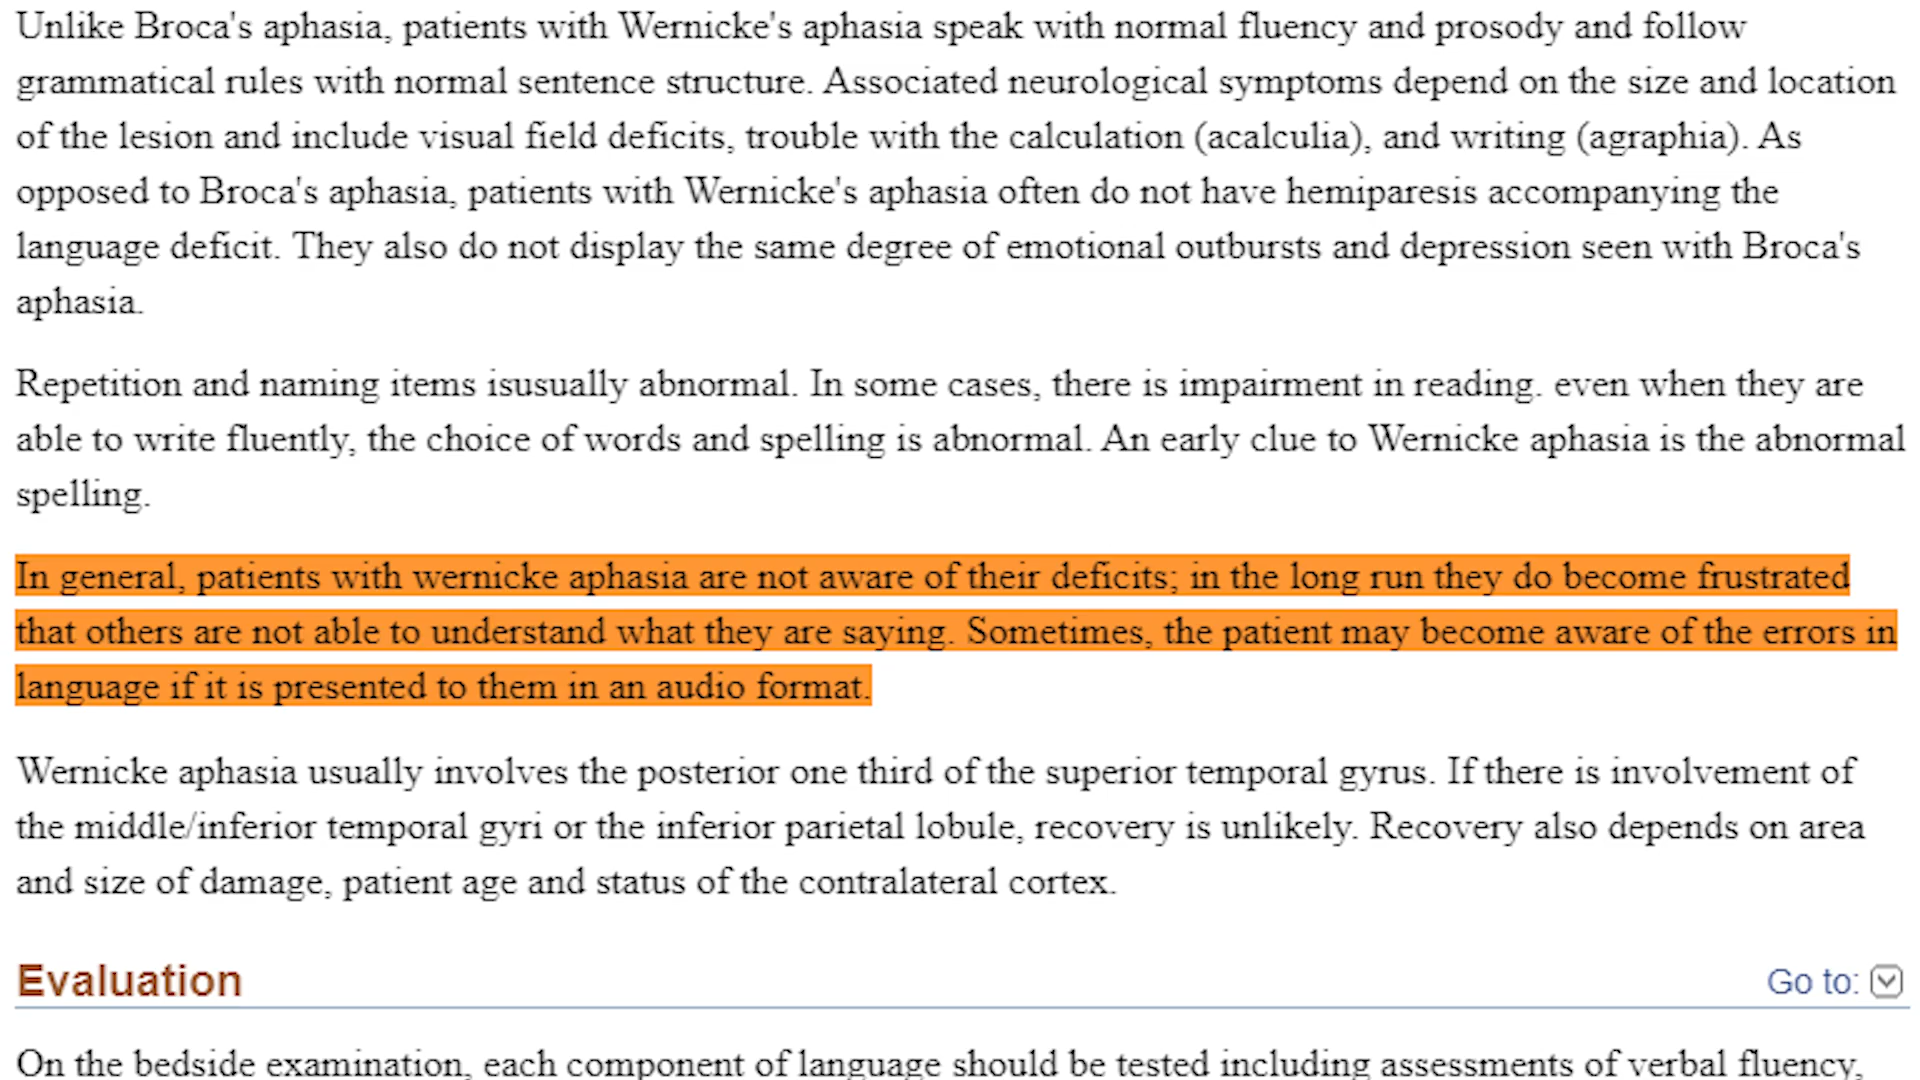 Unlike Broca's aphasia, patients with Wernicke's aphasia speak with normal fluency and prosody and follow
grammatical rules with normal sentence structure. Associated neurological symptoms depend on the size and location
of the lesion and include visual field deficits, trouble with the calculation (acalculia), and writing (agraphia). As
opposed to Broca's aphasia, patients with Wernicke's aphasia often do not have hemiparesis accompanying the
language deficit. They also do not display the same degree of emotional outbursts and depression seen with Broca's
aphasia.
Repetition and naming items isusually abnormal. In some cases, there is impairment in reading. even when they are
able to write fluently, the choice of words and spelling is abnormal. An early clue to Wernicke aphasia is the abnormal
spelling.
In general, patients with wernicke aphasia are not aware of their deficits; in the long run they do become frustrated
that others are not able to understand what they are saying. Sometimes, the patient may become aware of the errors in
language if it is presented to them in an audio format.
Wernicke aphasia usually involves the posterior one third of the superior temporal gyrus. If there is involvement of
the middle/inferior temporal gyri or the inferior parietal lobule, recovery is unlikely. Recovery also depends on area
and size of damage, patient age and status of the contralateral cortex.
Evaluation Go to:
On the bedside examination, each component of language should be tested including assessments of verbal fluency,